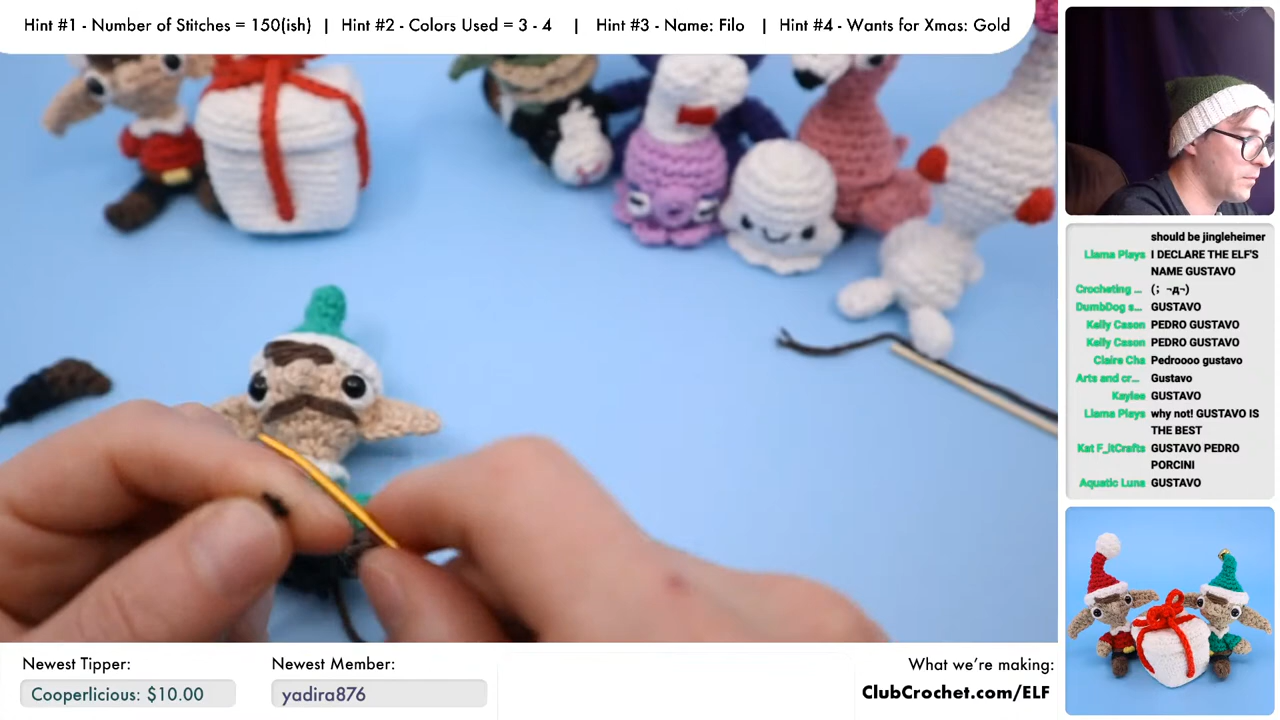 Hint #1 - Number of Stitches = 150(ish) | Hint #2 - Colors Used = 3 - 4 | Hint #3 - Name: Filo | Hint #4 - Wants for Xmas: Gold
should be jingleheimer
Llama Plays I DECLARE THE ELF'S
NAME GUSTAVO
Crocheting ... (; ¬д¬)
DumbDog s... GUSTAVO
Kelly Cason PEDRO GUSTAVO
Kelly Cason PEDRO GUSTAVO
Claire Cha Pedroooo gustavo
Arts and cr... Gustavo
Kaylee GUSTAVO
Llama Plays why not! GUSTAVO IS
THE BEST
Kat F_itCrafts GUSTAVO PEDRO
PORCINI
Aquatic Luna GUSTAVO
Newest Tipper:
Cooperlicious: $10.00
Newest Member:
yadira876
What we're making:
ClubCrochet.com/ELF